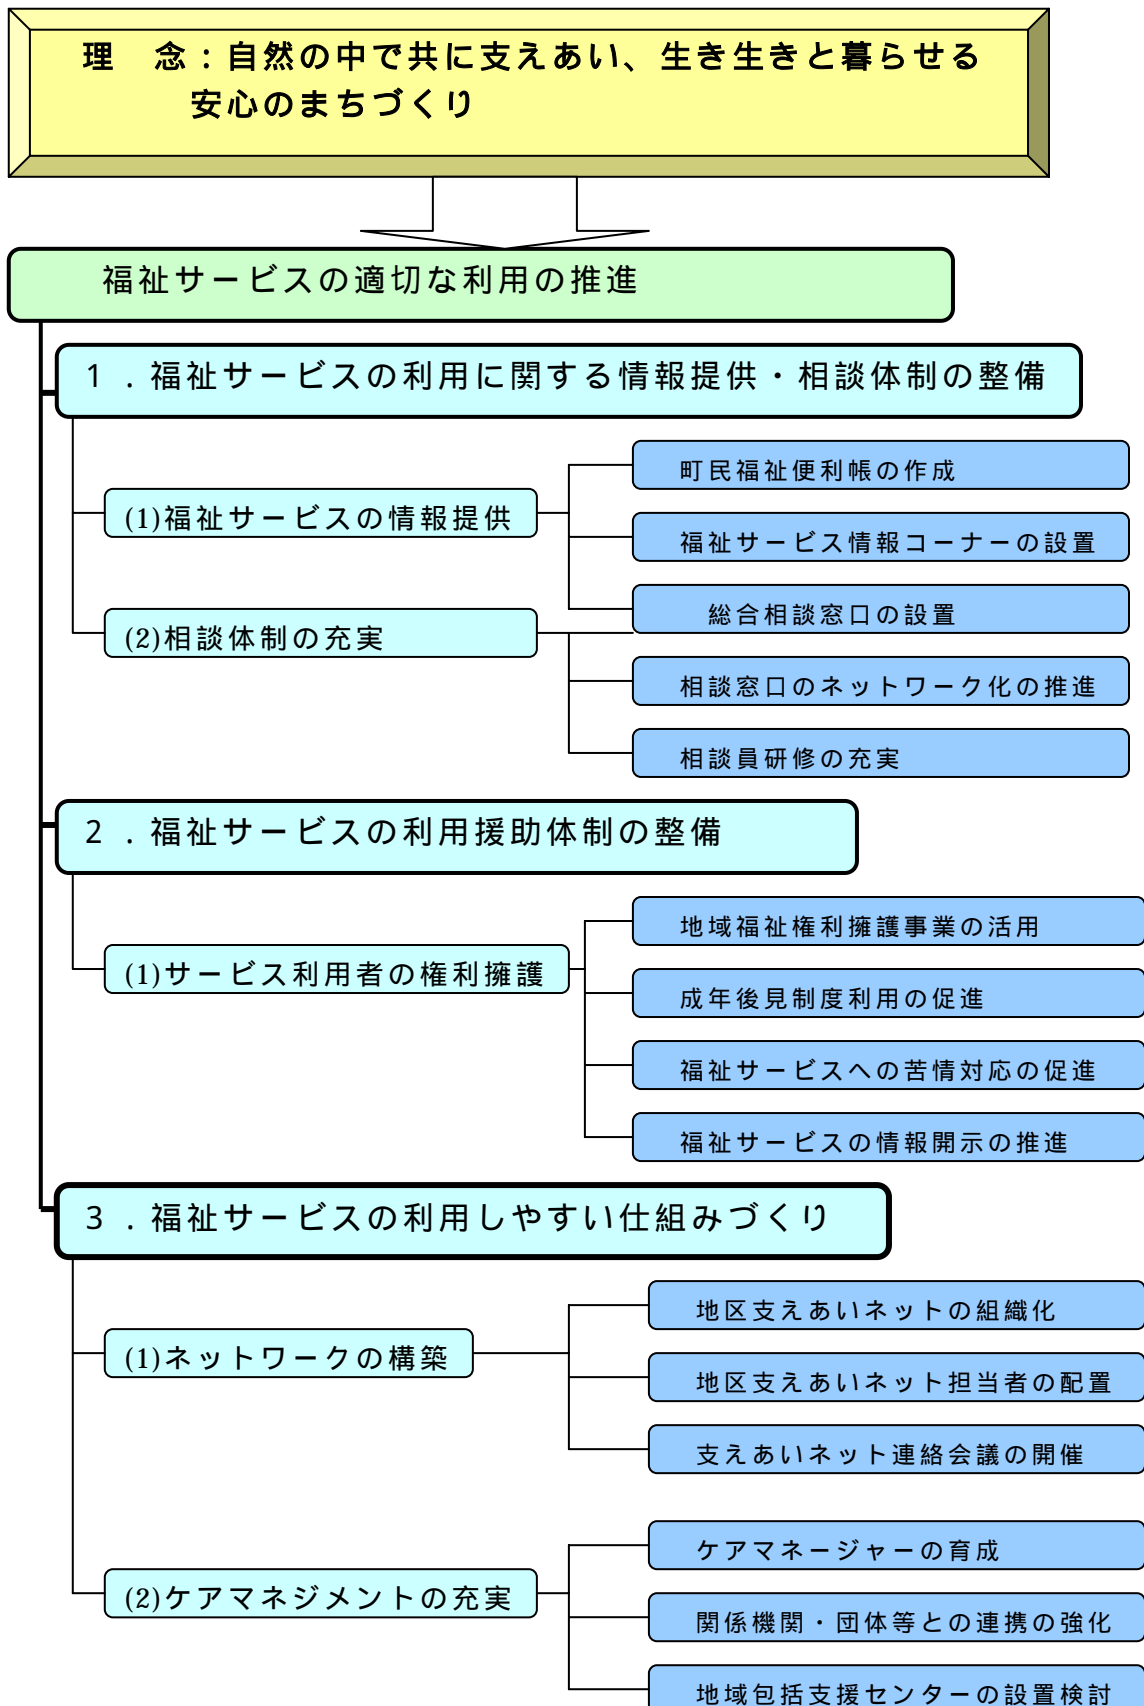 理　念：自然の中で共に支えあい、生き生きと暮らせる
安心のまちづくり
福祉サービスの適切な利用の推進
１．福祉サービスの利用に関する情報提供・相談体制の整備
町民福祉便利帳の作成
(1)福祉サービスの情報提供
福祉サービス情報コーナーの設置
総合相談窓口の設置
(2)相談体制の充実
相談窓口のネットワーク化の推進
相談員研修の充実
２．福祉サービスの利用援助体制の整備
地域福祉権利擁護事業の活用
(1)サービス利用者の権利擁護
成年後見制度利用の促進
福祉サービスへの苦情対応の促進
福祉サービスの情報開示の推進
３．福祉サービスの利用しやすい仕組みづくり
地区支えあいネットの組織化
(1)ネットワークの構築
地区支えあいネット担当者の配置
支えあいネット連絡会議の開催
ケアマネージャーの育成
(2)ケアマネジメントの充実
関係機関・団体等との連携の強化
地域包括支援センターの設置検討